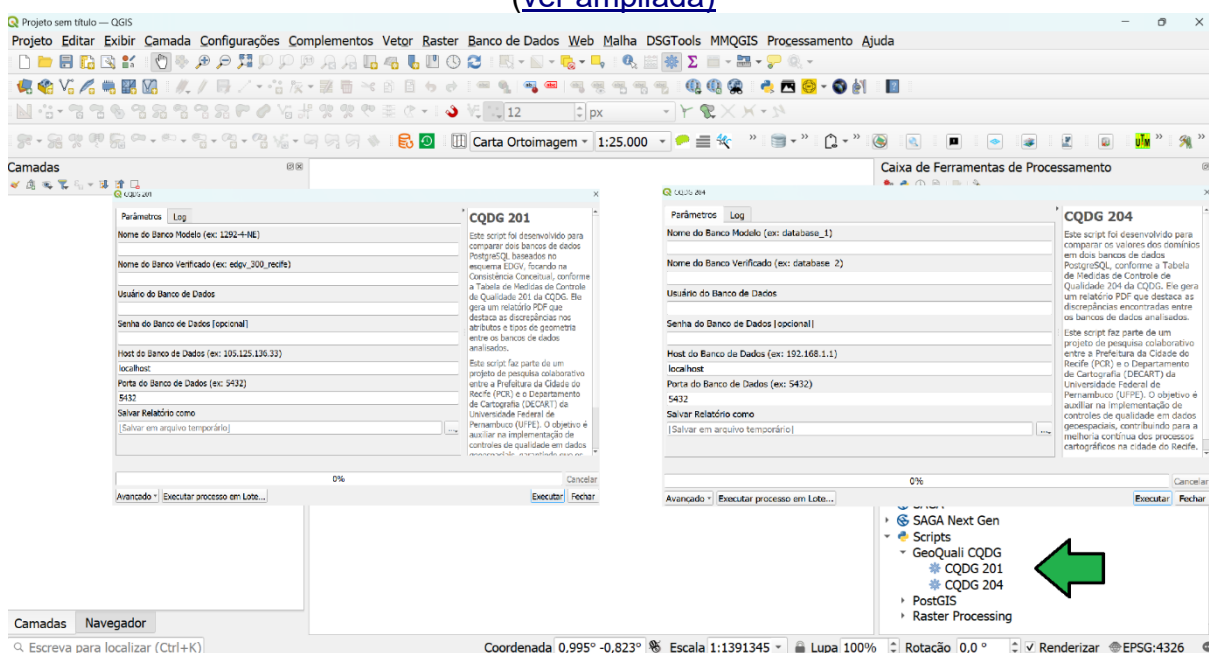 (ver ampliada)
Projeto sem título — QGIS
Projeto Editar Exibir Camada Configurações Complementos Vetor Raster Banco de Dados Web Malha DSGTools MMQGIS Processamento Ajuda
12 px
Carta Ortoimagem 1:25.000
Camadas
Caixa de Ferramentas de Processamento
CQDG 201
Parâmetros Log
Nome do Banco Modelo (ex: 1292-4-NE)
Nome do Banco Verificado (ex: edgv_300_recife)
Usuário do Banco de Dados
Senha do Banco de Dados [opcional]
Host do Banco de Dados (ex: 105.125.136.33)
localhost
Porta do Banco de Dados (ex: 5432)
5432
Salvar Relatório como
[Salvar em arquivo temporário]
CQDG 201
Este script foi desenvolvido para
comparar dois bancos de dados
PostgreSQL baseados no
esquema EDGV, focando na
Consistência Conceitual, conforme
a Tabela de Medidas de Controle
de Qualidade 201 da CQDG. Ele
gera um relatório PDF que
destaca as discrepâncias nos
atributos e tipos de geometria
entre os bancos de dados
analisados.
Este script faz parte de um
projeto de pesquisa colaborativo
entre a Prefeitura da Cidade do
Recife (PCR) e o Departamento
de Cartografia (DECART) da
Universidade Federal de
Pernambuco (UFPE). O objetivo é
auxiliar na implementação de
controles de qualidade em dados
geoespaciais, garantindo que os
0%
Cancelar
Avançado Executar processo em Lote...
Executar Fechar
CQDG 204
Parâmetros Log
Nome do Banco Modelo (ex: database_1)
Nome do Banco Verificado (ex: database_2)
Usuário do Banco de Dados
Senha do Banco de Dados [opcional]
Host do Banco de Dados (ex: 192.168.1.1)
localhost
Porta do Banco de Dados (ex: 5432)
5432
Salvar Relatório como
[Salvar em arquivo temporário]
CQDG 204
Este script foi desenvolvido para
comparar os valores dos domínios
em dois bancos de dados
PostgreSQL, conforme a Tabela
de Medidas de Controle de
Qualidade 204 da CQDG. Ele gera
um relatório PDF que destaca as
discrepâncias encontradas entre
os bancos de dados analisados.
Este script faz parte de um
projeto de pesquisa colaborativo
entre a Prefeitura da Cidade do
Recife (PCR) e o Departamento
de Cartografia (DECART) da
Universidade Federal de
Pernambuco (UFPE). O objetivo é
auxiliar na implementação de
controles de qualidade em dados
geoespaciais, contribuindo para a
melhoria contínua dos processos
cartográficos na cidade do Recife.
0%
Cancelar
Avançado Executar processo em Lote...
Executar Fechar
SAGA Next Gen
Scripts
GeoQuali CQDG
CQDG 201
CQDG 204
PostGIS
Raster Processing
Camadas Navegador
Escreva para localizar (Ctrl+K)
Coordenada 0,995° -0,823° Escala 1:1391345 Lupa 100% Rotação 0,0 ° Renderizar EPSG:4326